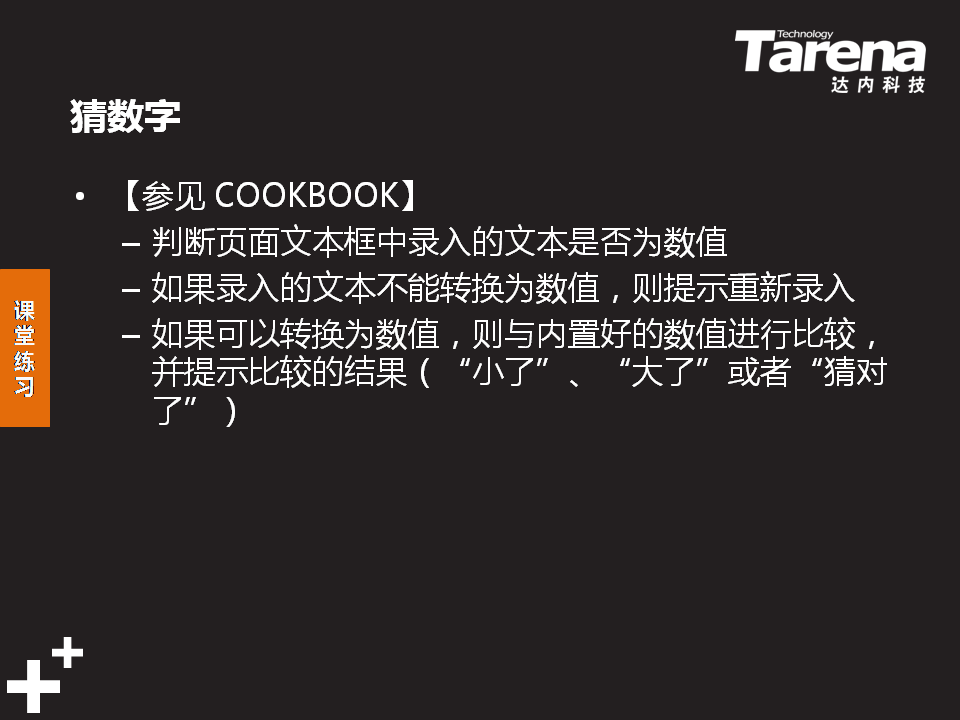 Technology
Tarena
达内科技
猜数字
• 【参见 COOKBOOK】
– 判断页面文本框中录入的文本是否为数值
– 如果录入的文本不能转换为数值，则提示重新录入
– 如果可以转换为数值，则与内置好的数值进行比较，
并提示比较的结果（“小了”、“大了”或者“猜对
了”）
课
堂
练
习